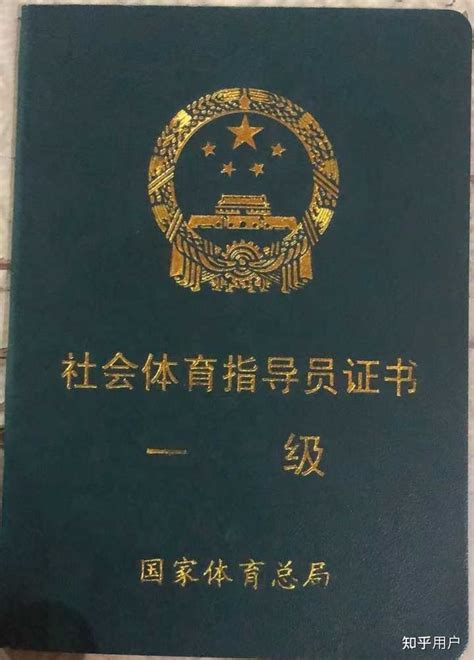 社会体育指导员证书
一级
国家体育总局
知乎用户